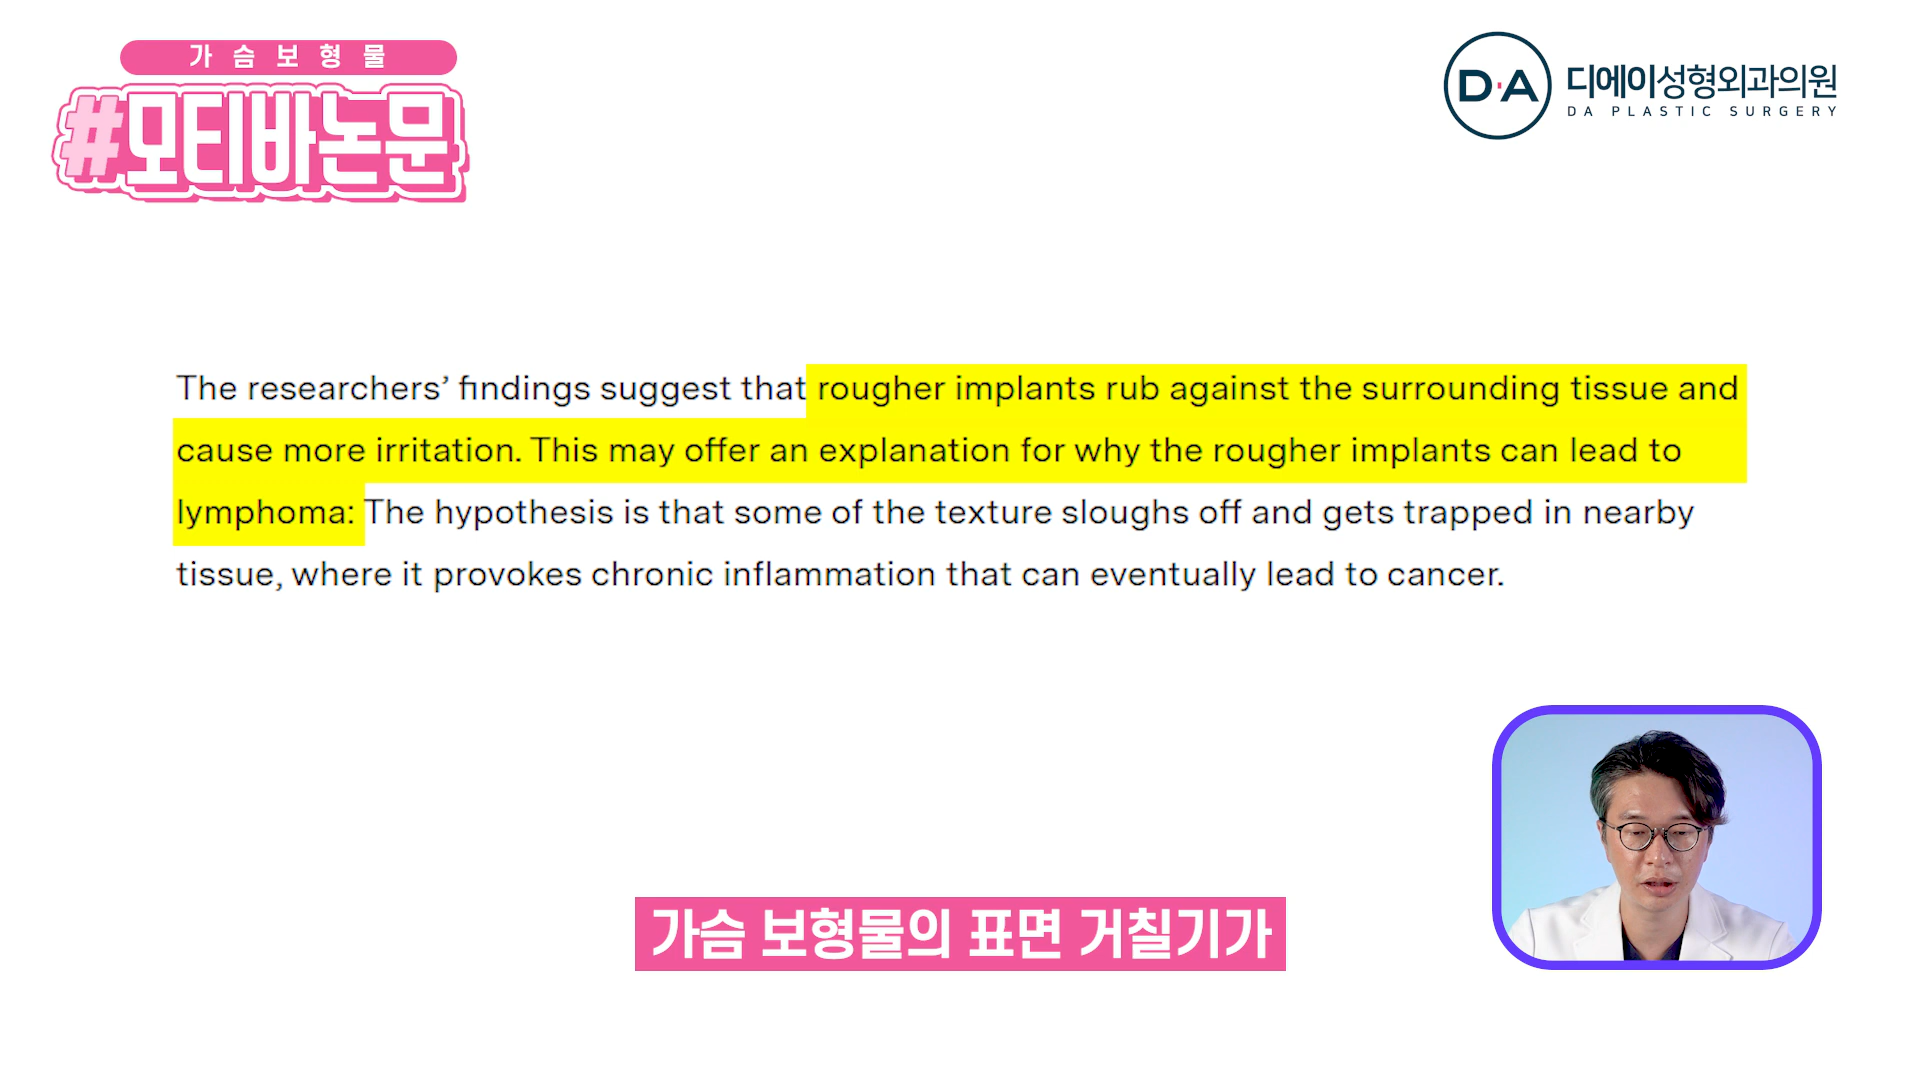 가슴보형물
#모티바논문
D·A
디에이성형외과의원
DA PLASTIC SURGERY
The researchers’ findings suggest that rougher implants rub against the surrounding tissue and
cause more irritation. This may offer an explanation for why the rougher implants can lead to
lymphoma: The hypothesis is that some of the texture sloughs off and gets trapped in nearby
tissue, where it provokes chronic inflammation that can eventually lead to cancer.
가슴 보형물의 표면 거칠기가